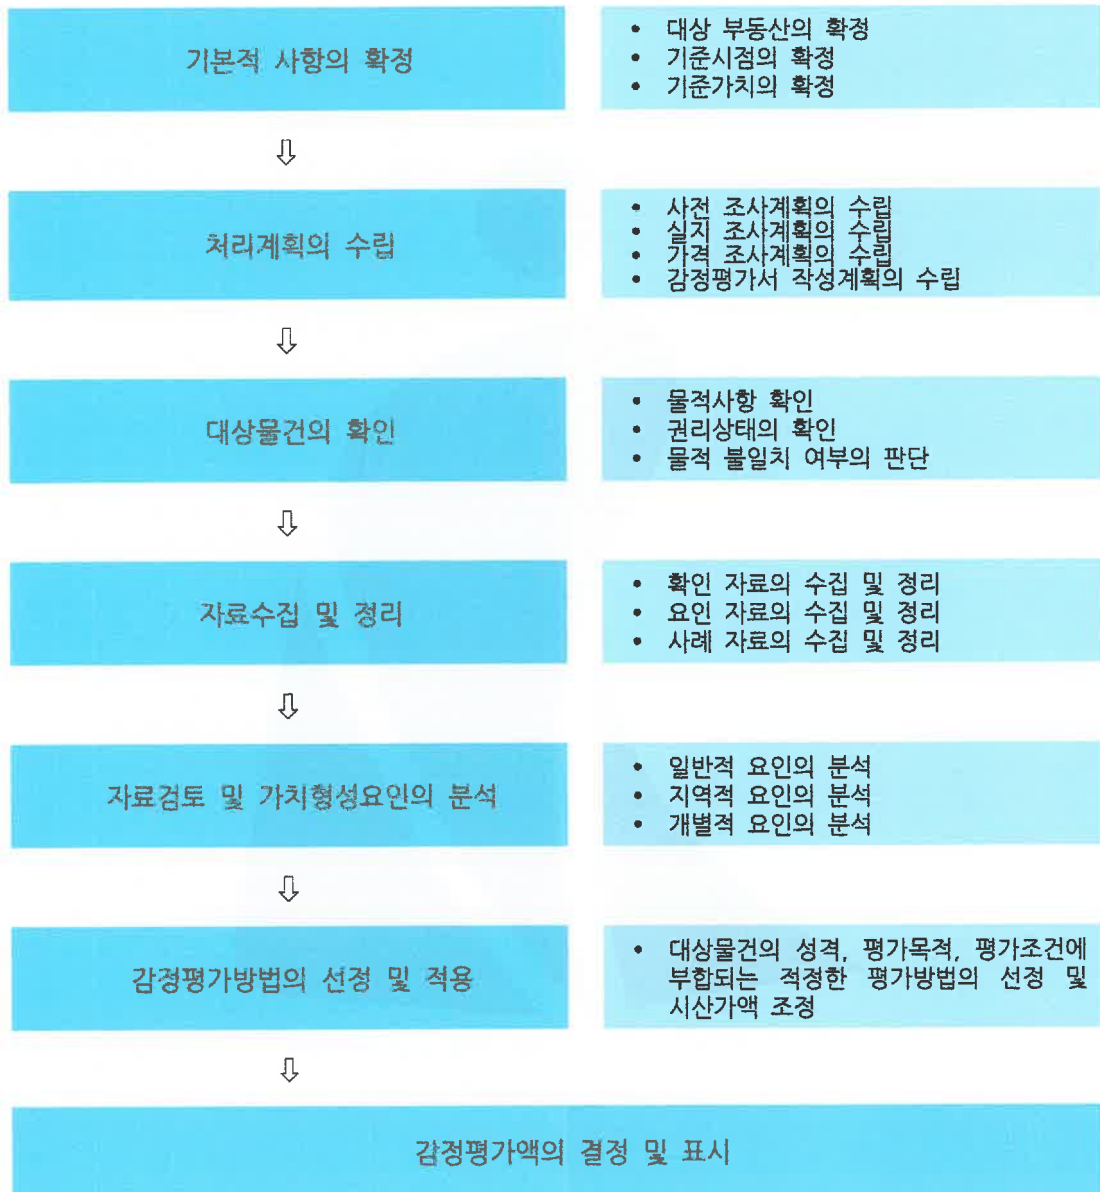 기본적 사항의 확정
• 대상 부동산의 확정
• 기준시점의 확정
• 기준가치의 확정
⇩
처리계획의 수립
• 사전 조사계획의 수립
• 실지 조사계획의 수립
• 가격 조사계획의 수립
• 감정평가서 작성계획의 수립
⇩
대상물건의 확인
• 물적사항 확인
• 권리상태의 확인
• 물적 불일치 여부의 판단
⇩
자료수집 및 정리
• 확인 자료의 수집 및 정리
• 요인 자료의 수집 및 정리
• 사례 자료의 수집 및 정리
⇩
자료검토 및 가치형성요인의 분석
• 일반적 요인의 분석
• 지역적 요인의 분석
• 개별적 요인의 분석
⇩
감정평가방법의 선정 및 적용
• 대상물건의 성격, 평가목적, 평가조건에
부합되는 적정한 평가방법의 선정 및
시산가액 조정
⇩
감정평가액의 결정 및 표시